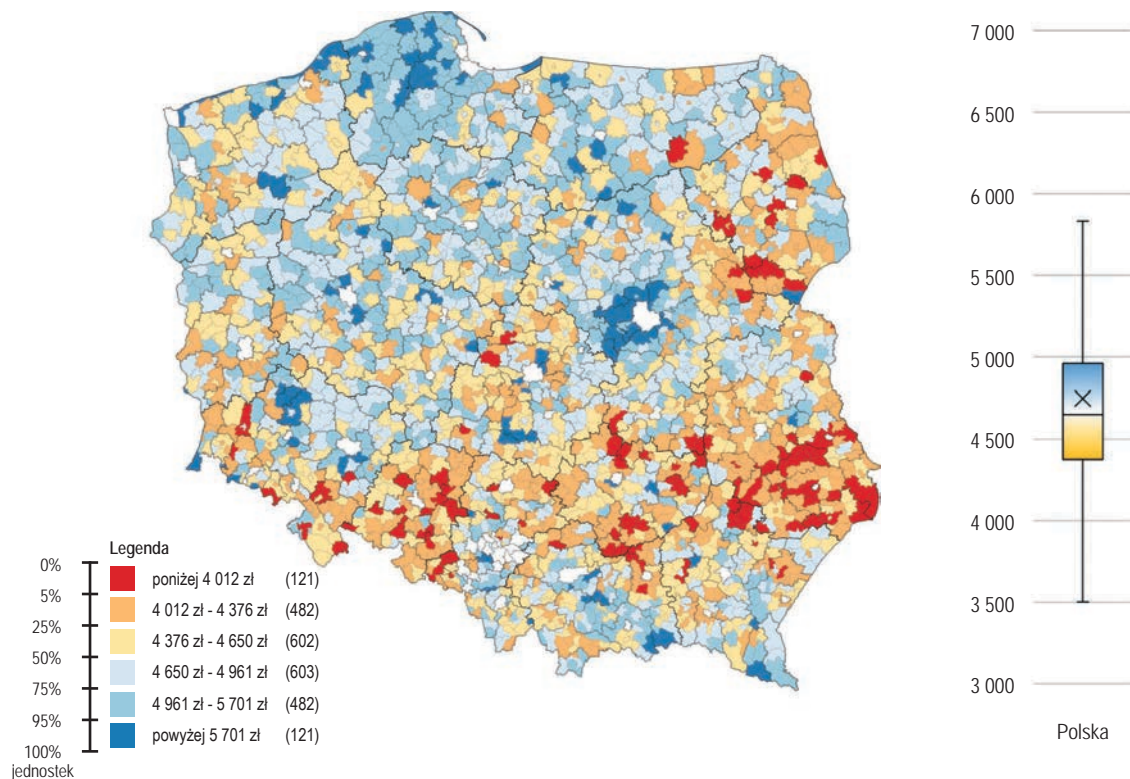 Legenda
0%
5%
25%
50%
75%
95%
100%
jednostek
poniżej 4 012 zł (121)
4 012 zł - 4 376 zł (482)
4 376 zł - 4 650 zł (602)
4 650 zł - 4 961 zł (603)
4 961 zł - 5 701 zł (482)
powyżej 5 701 zł (121)
7 000
6 500
6 000
5 500
5 000
4 500
4 000
3 500
3 000
Polska